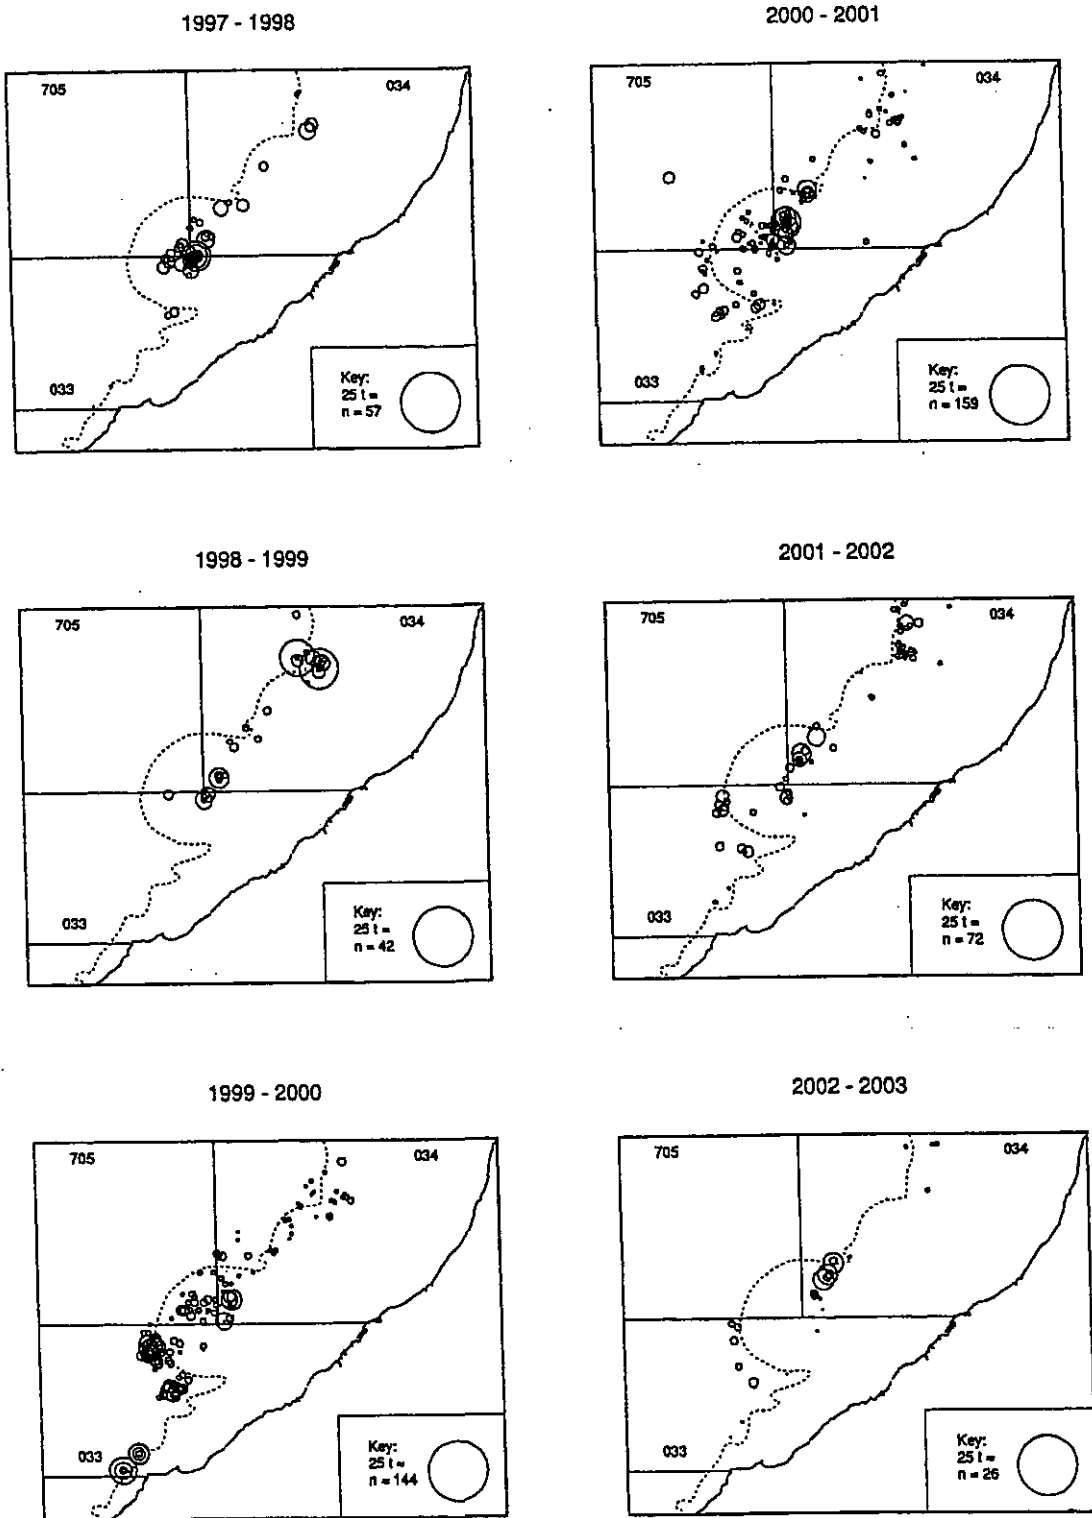 1997 - 1998
705
034
033
Key:
25 t =
n = 57
2000 - 2001
705
034
033
Key:
25 t =
n = 159
1998 - 1999
705
034
033
Key:
25 t =
n = 42
2001 - 2002
705
034
033
Key:
25 t =
n = 72
1999 - 2000
705
034
033
Key:
25 t =
n = 144
2002 - 2003
705
034
033
Key:
25 t =
n = 26